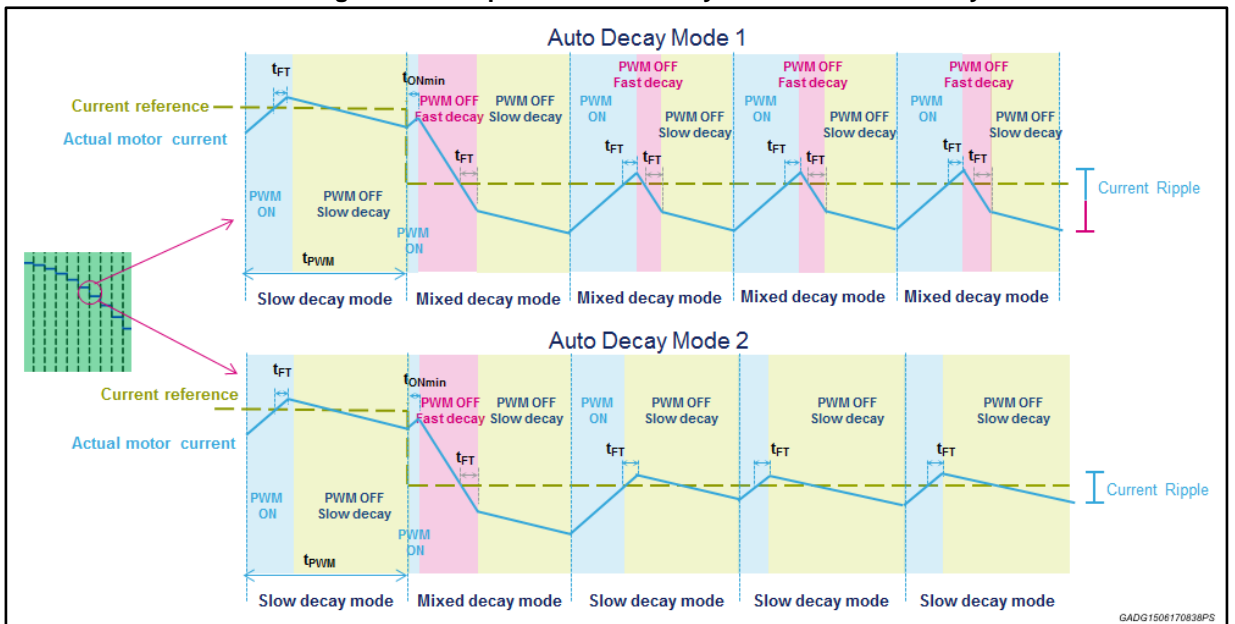 Auto Decay Mode 1
tFT
Current reference
Actual motor current
PWM
ON
PWM OFF
Slow decay
tPWM
tONmin
PWM OFF
Fast decay
PWM OFF
Slow decay
PWM
ON
PWM OFF
Fast decay
PWM
ON
PWM OFF
Slow decay
tFT
tFT
tFT
PWM OFF
Fast decay
PWM
ON
PWM OFF
Slow decay
tFT
tFT
PWM OFF
Fast decay
PWM
ON
PWM OFF
Slow decay
tFT
tFT
Current Ripple
Slow decay mode
Mixed decay mode
Mixed decay mode
Mixed decay mode
Mixed decay mode
Auto Decay Mode 2
tFT
Current reference
Actual motor current
PWM
ON
PWM OFF
Slow decay
tPWM
tONmin
PWM OFF
Fast decay
PWM OFF
Slow decay
tFT
PWM
ON
PWM
ON
PWM OFF
Slow decay
tFT
PWM OFF
Slow decay
tFT
PWM OFF
Slow decay
tFT
Current Ripple
Slow decay mode
Mixed decay mode
Slow decay mode
Slow decay mode
Slow decay mode
GADG1506170838PS